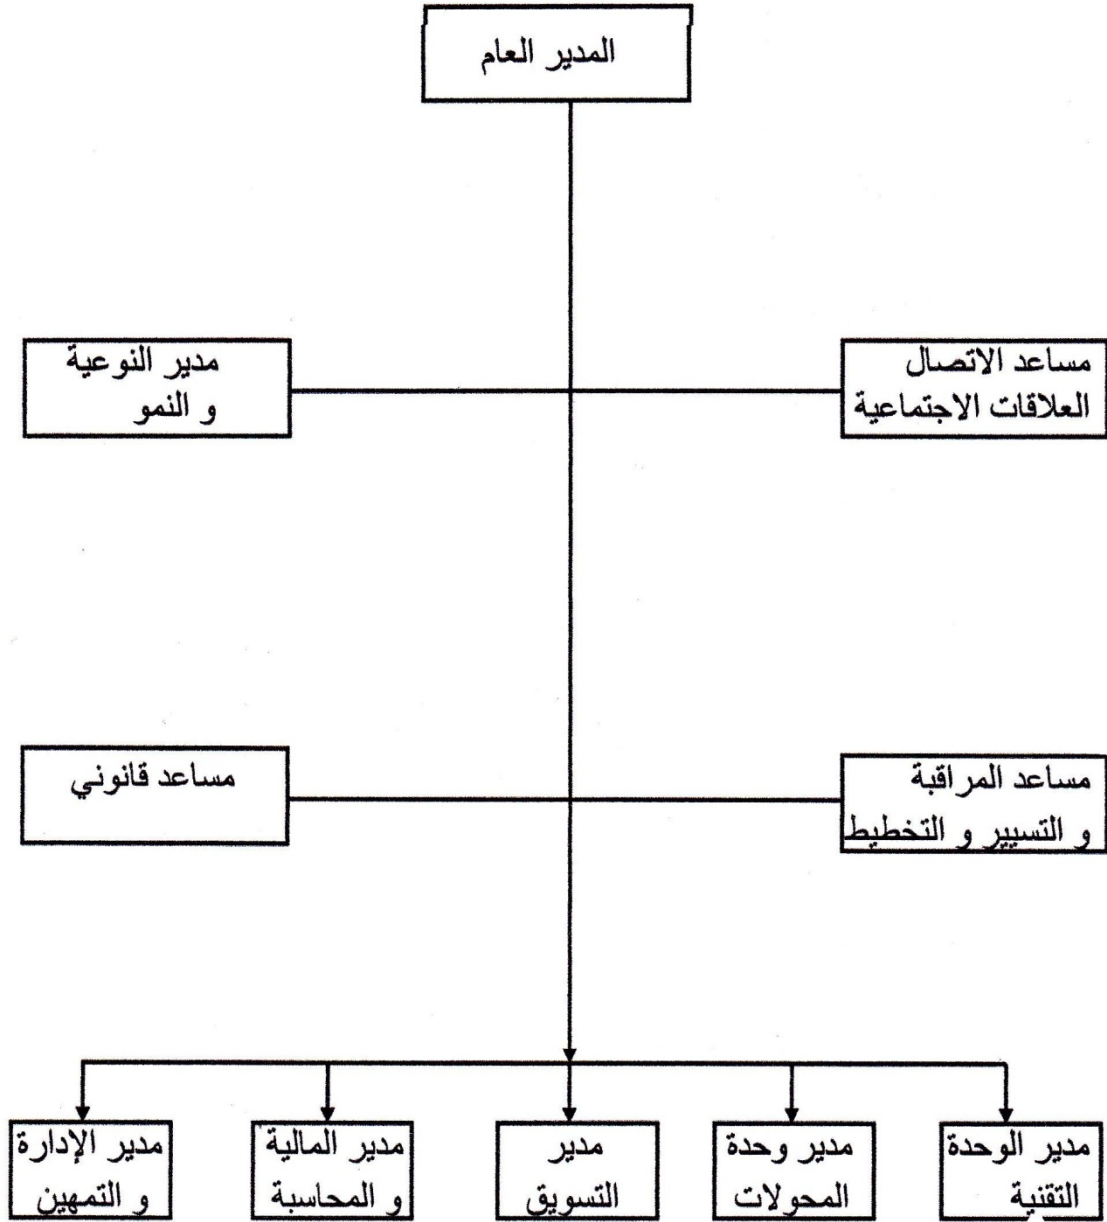 المدير العام
مساعد الاتصال
العلاقات الاجتماعية
مدير النوعية
و النمو
مساعد المراقبة
و التسيير و التخطيط
مساعد قانوني
مدير الوحدة
التقنية
مدير وحدة
المحولات
مدير
التسويق
مدير المالية
و المحاسبة
مدير الإدارة
و التمهين